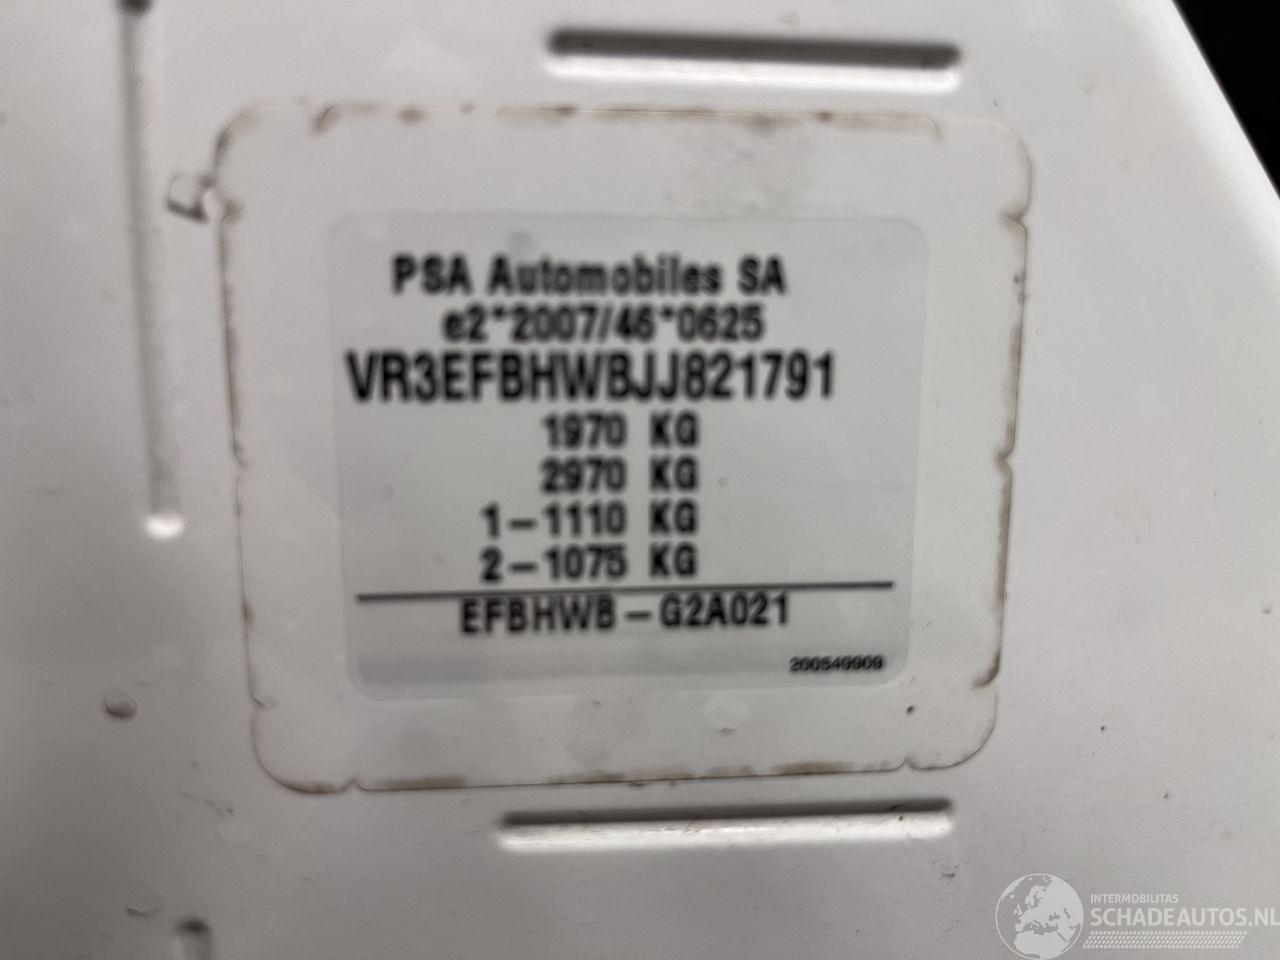 PSA Automobiles SA
e2*2007/46*0625
VR3EFBHWBJJ821791
1970 KG
2970 KG
1-1110 KG
2-1075 KG
EFBHWB-G2A021
200549909
INTERMOBILITAS
SCHADEAUTOS.NL